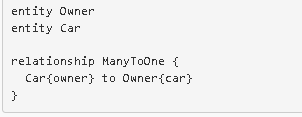 entity Owner
entity Car
relationship ManyToOne {
  Car{owner} to Owner{car}
}